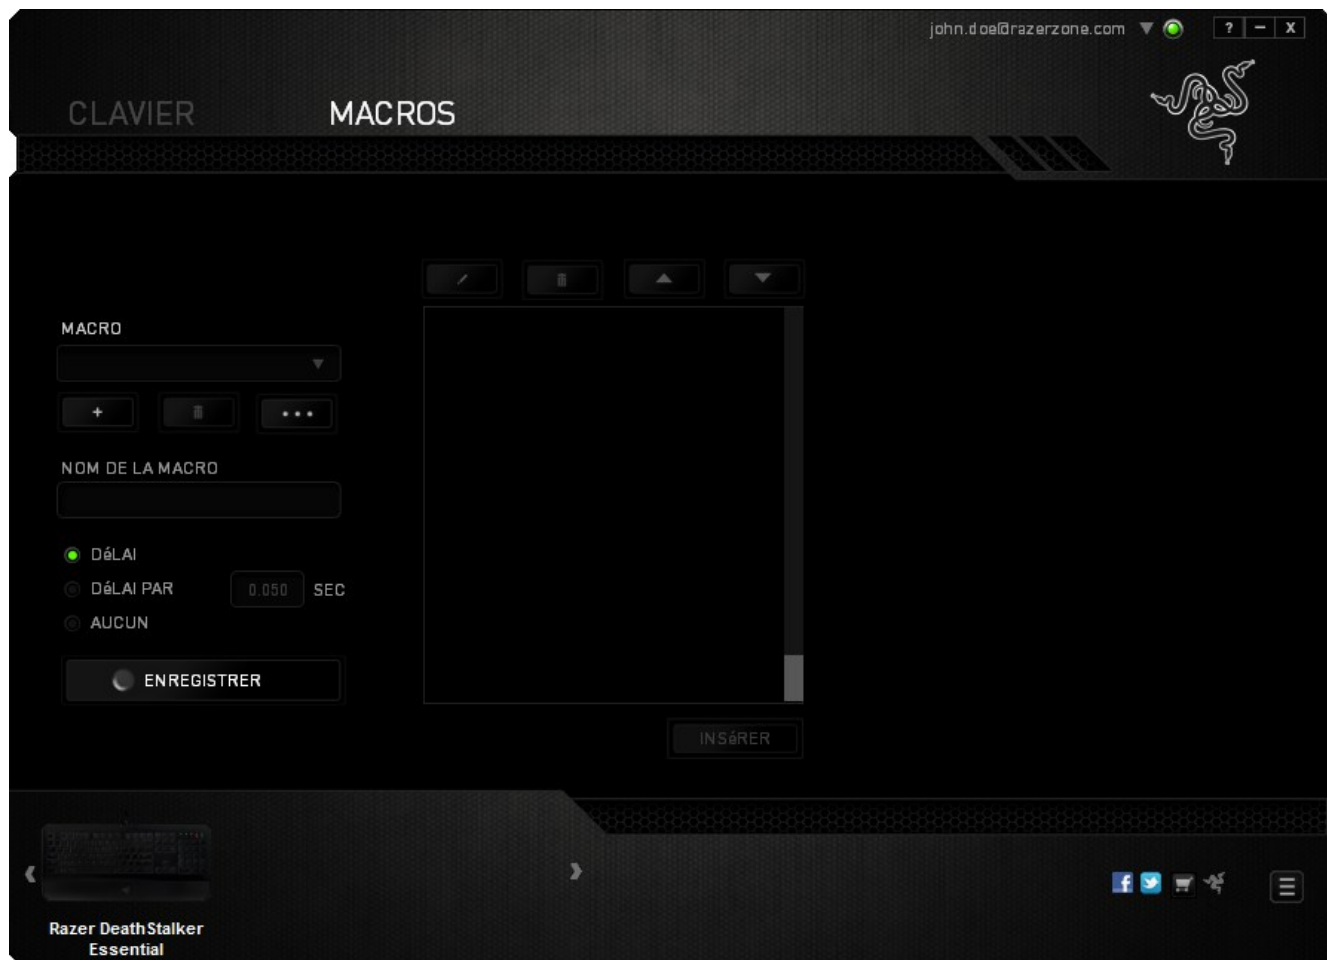 john.doe@razerzone.com
? – X
CLAVIER MACROS
MACRO
+ •••
NOM DE LA MACRO
DéLAI
DéLAI PAR 0.050 SEC
AUCUN
ENREGISTRER
INSéRER
Razer DeathStalker
Essential